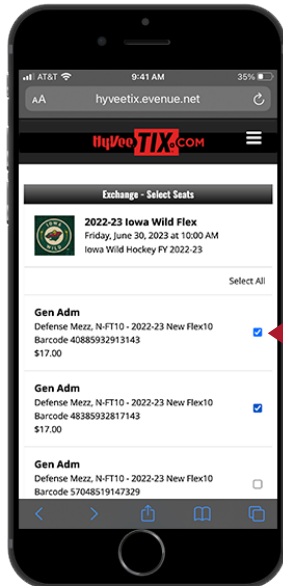 AT&T 9:41 AM 35%
AA hyveetix.evenue.net
HyVeeTIX.COM
Exchange - Select Seats
2022-23 Iowa Wild Flex
Friday, June 30, 2023 at 10:00 AM
Iowa Wild Hockey FY 2022-23
IOWA
WILD
Select All
Gen Adm
Defense Mezz, N-FT10 - 2022-23 New Flex10
Barcode 40885932913143
$17.00
Gen Adm
Defense Mezz, N-FT10 - 2022-23 New Flex10
Barcode 48385932817143
$17.00
Gen Adm
Defense Mezz, N-FT10 - 2022-23 New Flex10
Barcode 57048519147329